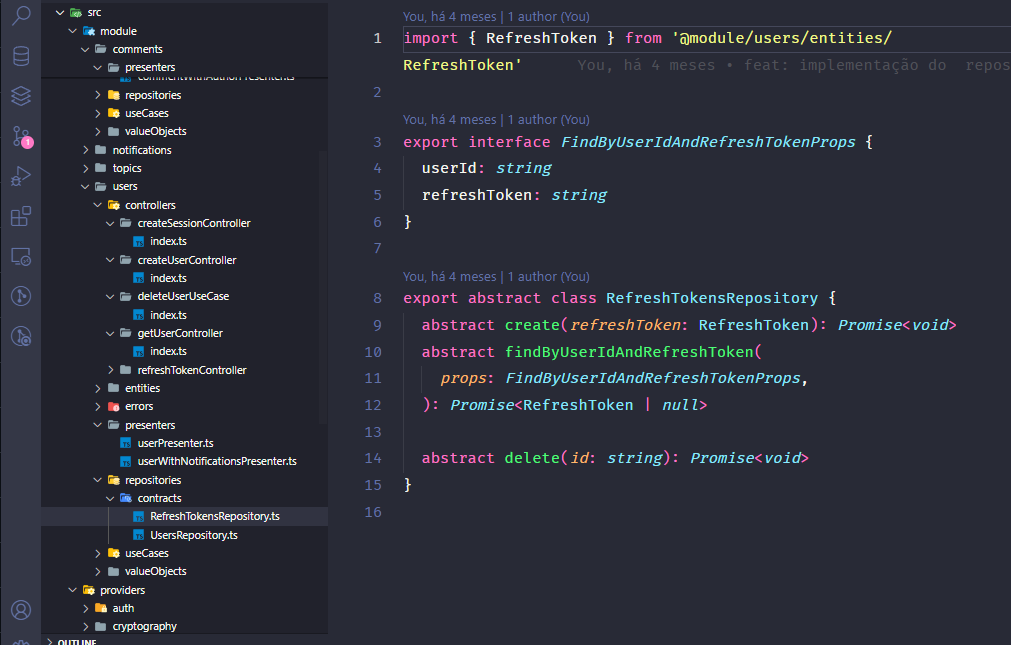 src
module
comments
presenters
commentWithAuthorPresenter.ts
repositories
useCases
valueObjects
notifications
topics
users
controllers
createSessionController
index.ts
createUserController
index.ts
deleteUserUseCase
index.ts
getUserController
index.ts
refreshTokenController
entities
errors
presenters
userPresenter.ts
userWithNotificationsPresenter.ts
repositories
contracts
RefreshTokensRepository.ts
UsersRepository.ts
useCases
valueObjects
providers
auth
cryptography
OUTLINE
1
You, há 4 meses | 1 author (You)
1 import { RefreshToken } from '@module/users/entities/
RefreshToken' You, há 4 meses • feat: implementação do repos
2
You, há 4 meses | 1 author (You)
3 export interface FindByUserIdAndRefreshTokenProps {
4 userId: string
5 refreshToken: string
6 }
7
You, há 4 meses | 1 author (You)
8 export abstract class RefreshTokensRepository {
9 abstract create(refreshToken: RefreshToken): Promise<void>
10 abstract findByUserIdAndRefreshToken(
11 props: FindByUserIdAndRefreshTokenProps,
12 ): Promise<RefreshToken | null>
13
14 abstract delete(id: string): Promise<void>
15 }
16